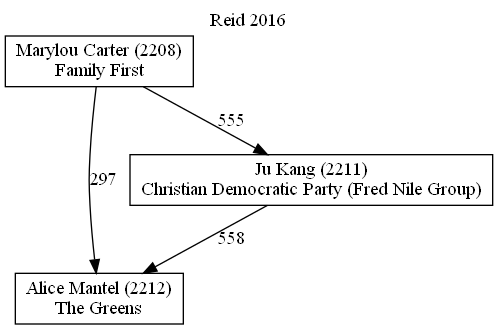 Reid 2016
Marylou Carter (2208)
Family First
555
Ju Kang (2211)
Christian Democratic Party (Fred Nile Group)
297
558
Alice Mantel (2212)
The Greens